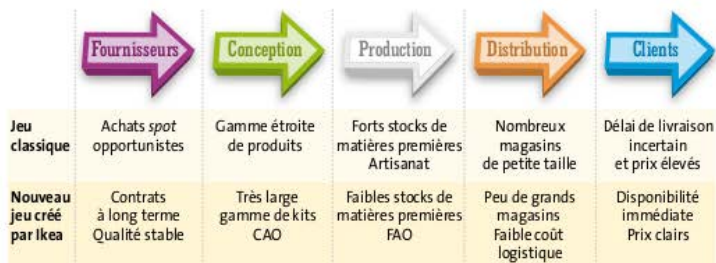 Fournisseurs
Conception
Production
Distribution
Clients
Jeu
classique
Achats spot
opportunistes
Gamme étroite
de produits
Forts stocks de
matières premières
Artisanat
Nombreux
magasins
de petite taille
Délai de livraison
incertain
et prix élevés
Nouveau
jeu créé
par Ikea
Contrats
à long terme
Qualité stable
Très large
gamme de kits
CAO
Faibles stocks de
matières premières
FAO
Peu de grands
magasins
Faible coût
logistique
Disponibilité
immédiate
Prix clairs